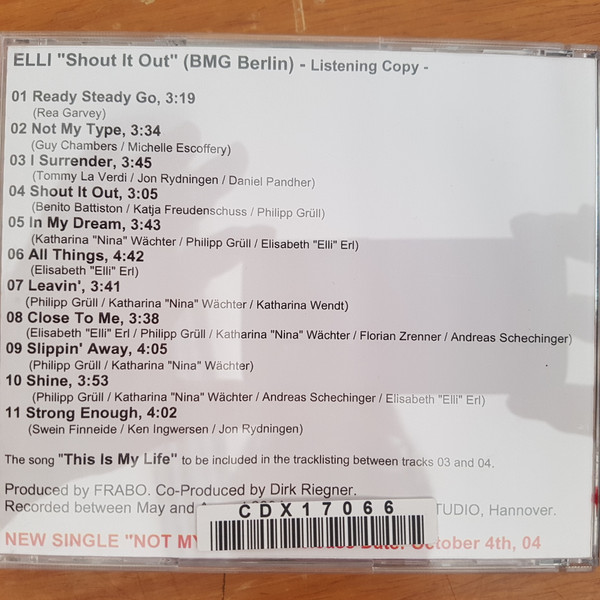 ELLI "Shout It Out" (BMG Berlin) - Listening Copy -
01 Ready Steady Go, 3:19
(Rea Garvey)
02 Not My Type, 3:34
(Guy Chambers / Michelle Escoffery)
03 I Surrender, 3:45
(Tommy La Verdi / Jon Rydningen / Daniel Pandher)
04 Shout It Out, 3:05
(Benito Battiston / Katja Freudenschuss / Philipp Grüll)
05 In My Dream, 3:43
(Katharina "Nina" Wächter / Philipp Grüll / Elisabeth "Elli" Erl)
06 All Things, 4:42
(Elisabeth "Elli" Erl)
07 Leavin', 3:41
(Philipp Grüll / Katharina "Nina" Wächter / Katharina Wendt)
08 Close To Me, 3:38
(Elisabeth "Elli" Erl / Philipp Grüll / Katharina "Nina" Wächter / Florian Zrenner / Andreas Schechinger)
09 Slippin' Away, 4:05
(Philipp Grüll / Katharina "Nina" Wächter)
10 Shine, 3:53
(Philipp Grüll / Katharina "Nina" Wächter / Andreas Schechinger / Elisabeth "Elli" Erl)
11 Strong Enough, 4:02
(Swein Finneide / Ken Ingwersen / Jon Rydningen)
The song "This Is My Life" to be included in the tracklisting between tracks 03 and 04.
Produced by FRABO. Co-Produced by Dirk Riegner.
Recorded between May and STUDIO, Hannover.
CDX17066
NEW SINGLE "NOT MY Date: October 4th, 04